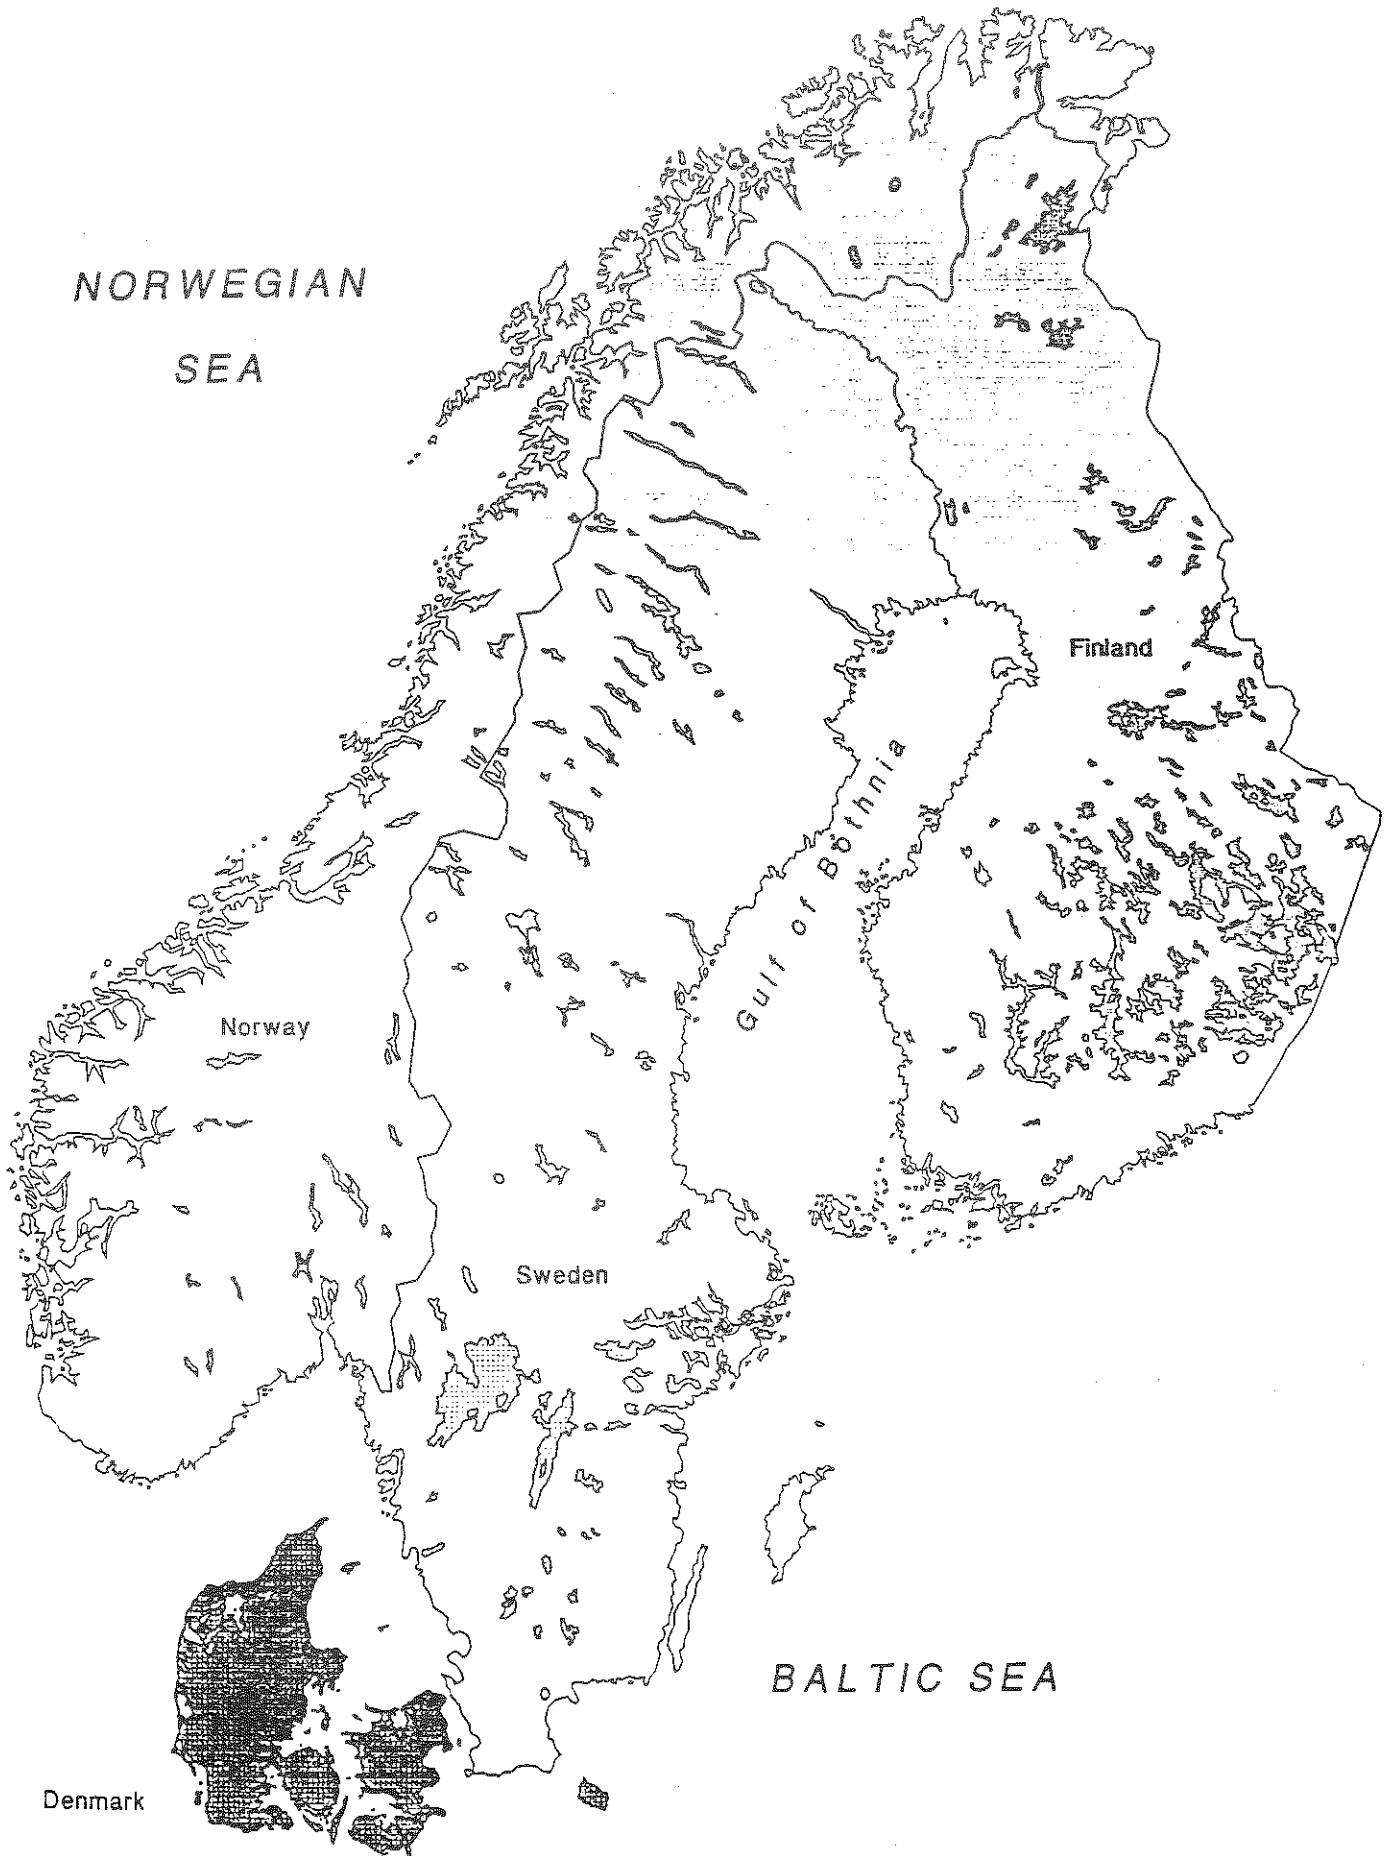 NORWEGIAN
SEA
Finland
Gulf of Bothnia
Norway
Sweden
BALTIC SEA
Denmark